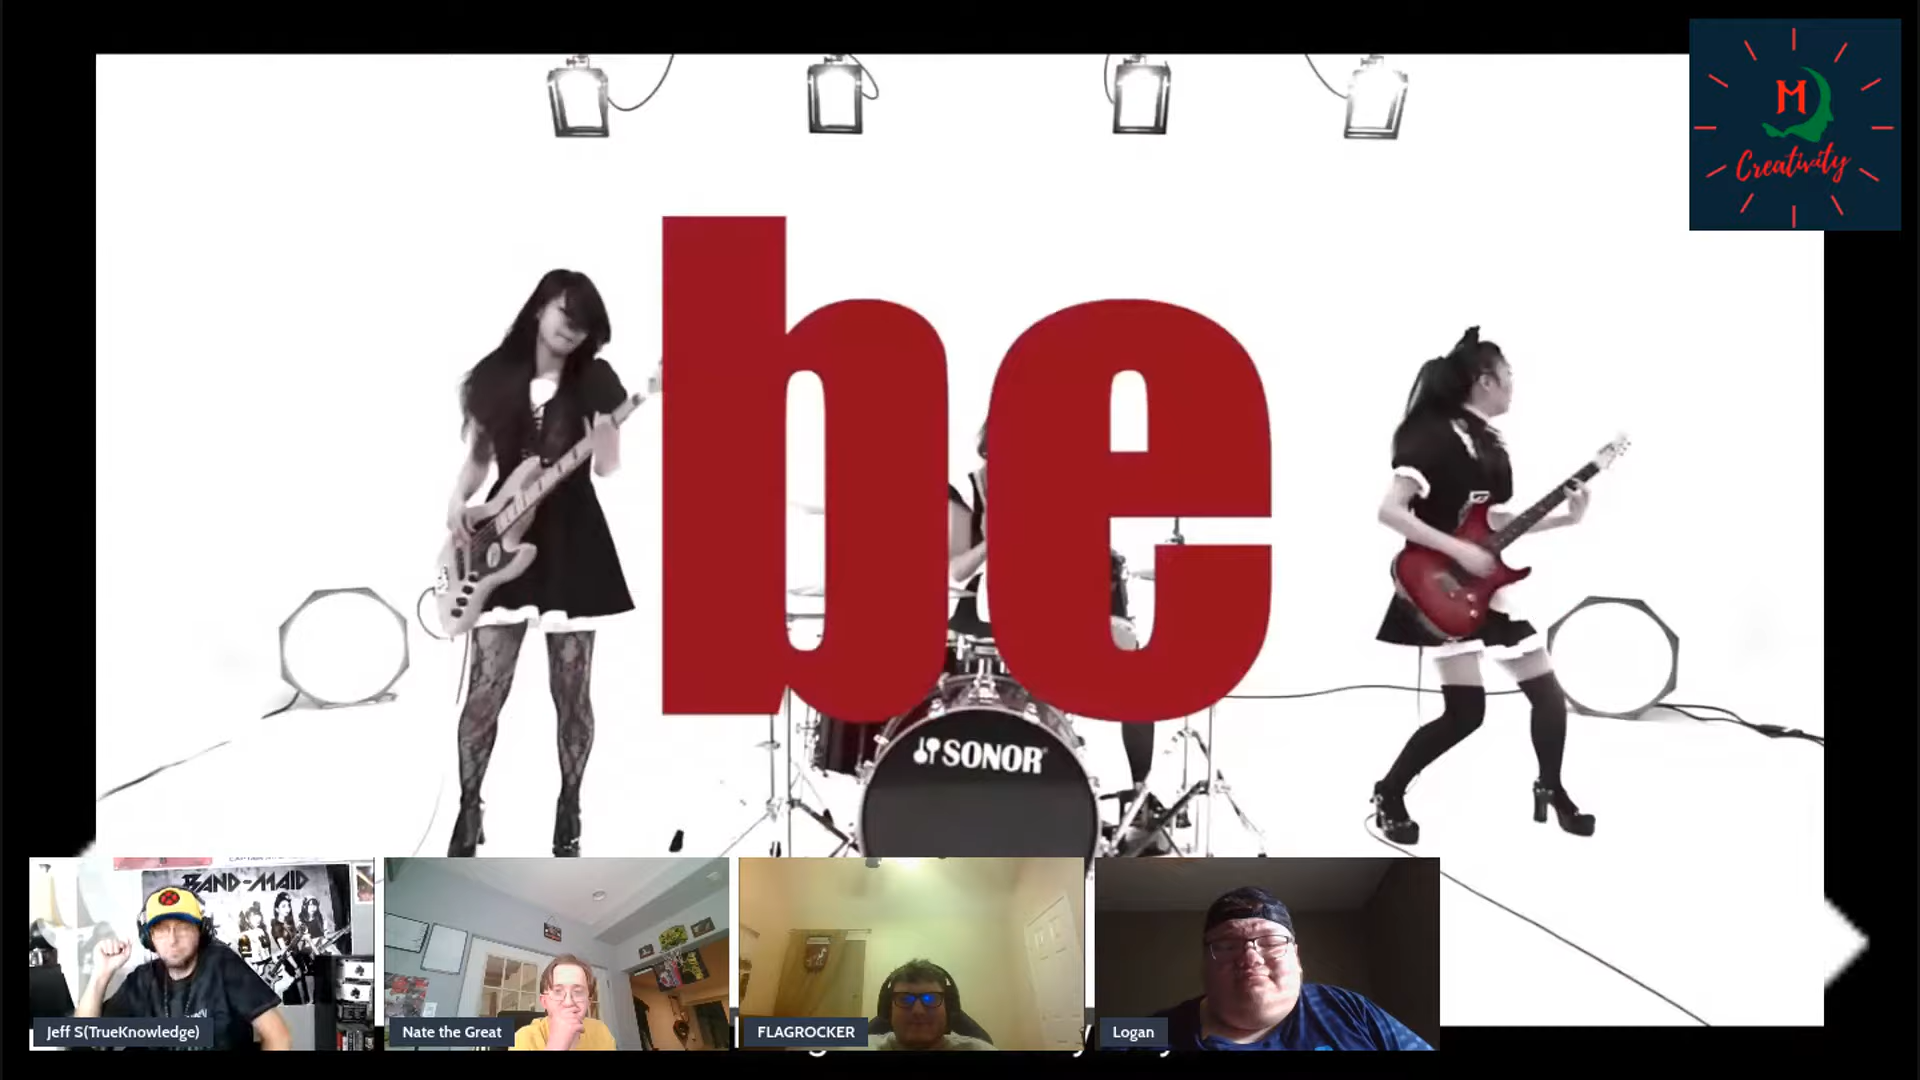 M
Creativity
be
SONOR
BAND-MAID
Jeff S(TrueKnowledge)
Nate the Great
FLAGROCKER
Logan